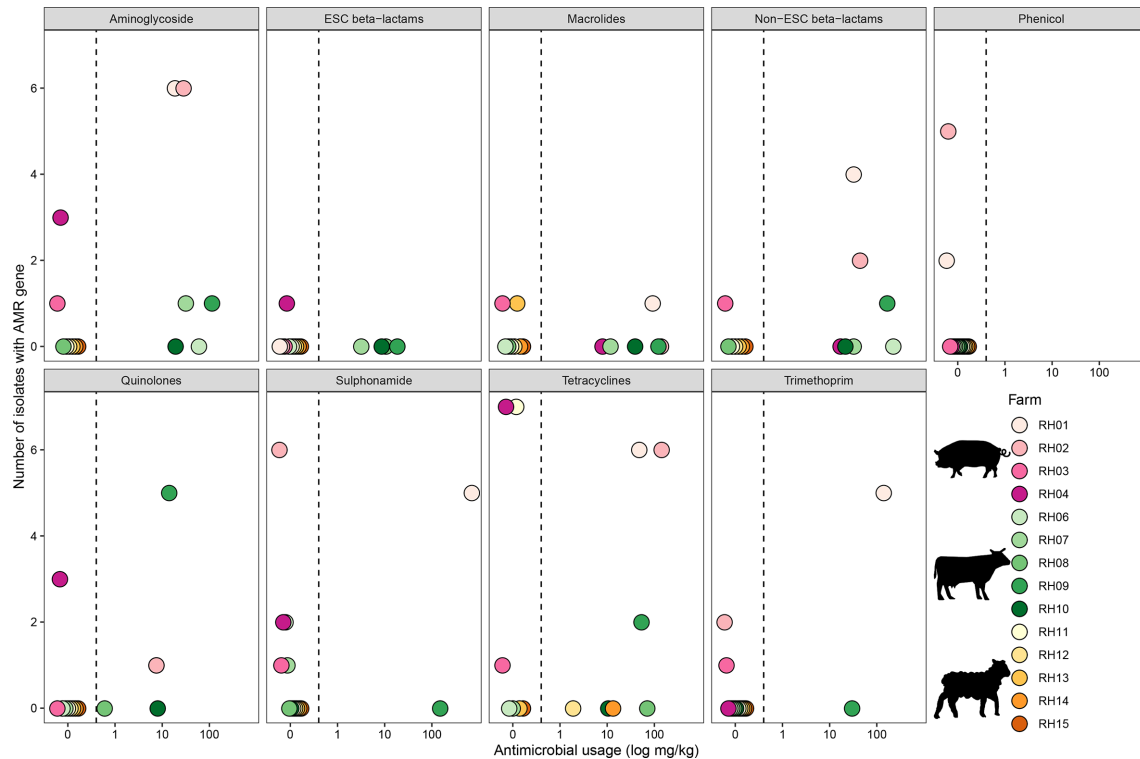 Aminoglycoside
ESC beta−lactams
Macrolides
Non−ESC beta−lactams
Phenicol
6
4
2
0
0
1
10
100
Number of isolates with AMR gene
Quinolones
Sulphonamide
Tetracyclines
Trimethoprim
6
4
2
0
0
1
10
100
0
1
10
100
0
1
10
100
0
1
10
100
Antimicrobial usage (log mg/kg)
Farm
RH01
RH02
RH03
RH04
RH06
RH07
RH08
RH09
RH10
RH11
RH12
RH13
RH14
RH15